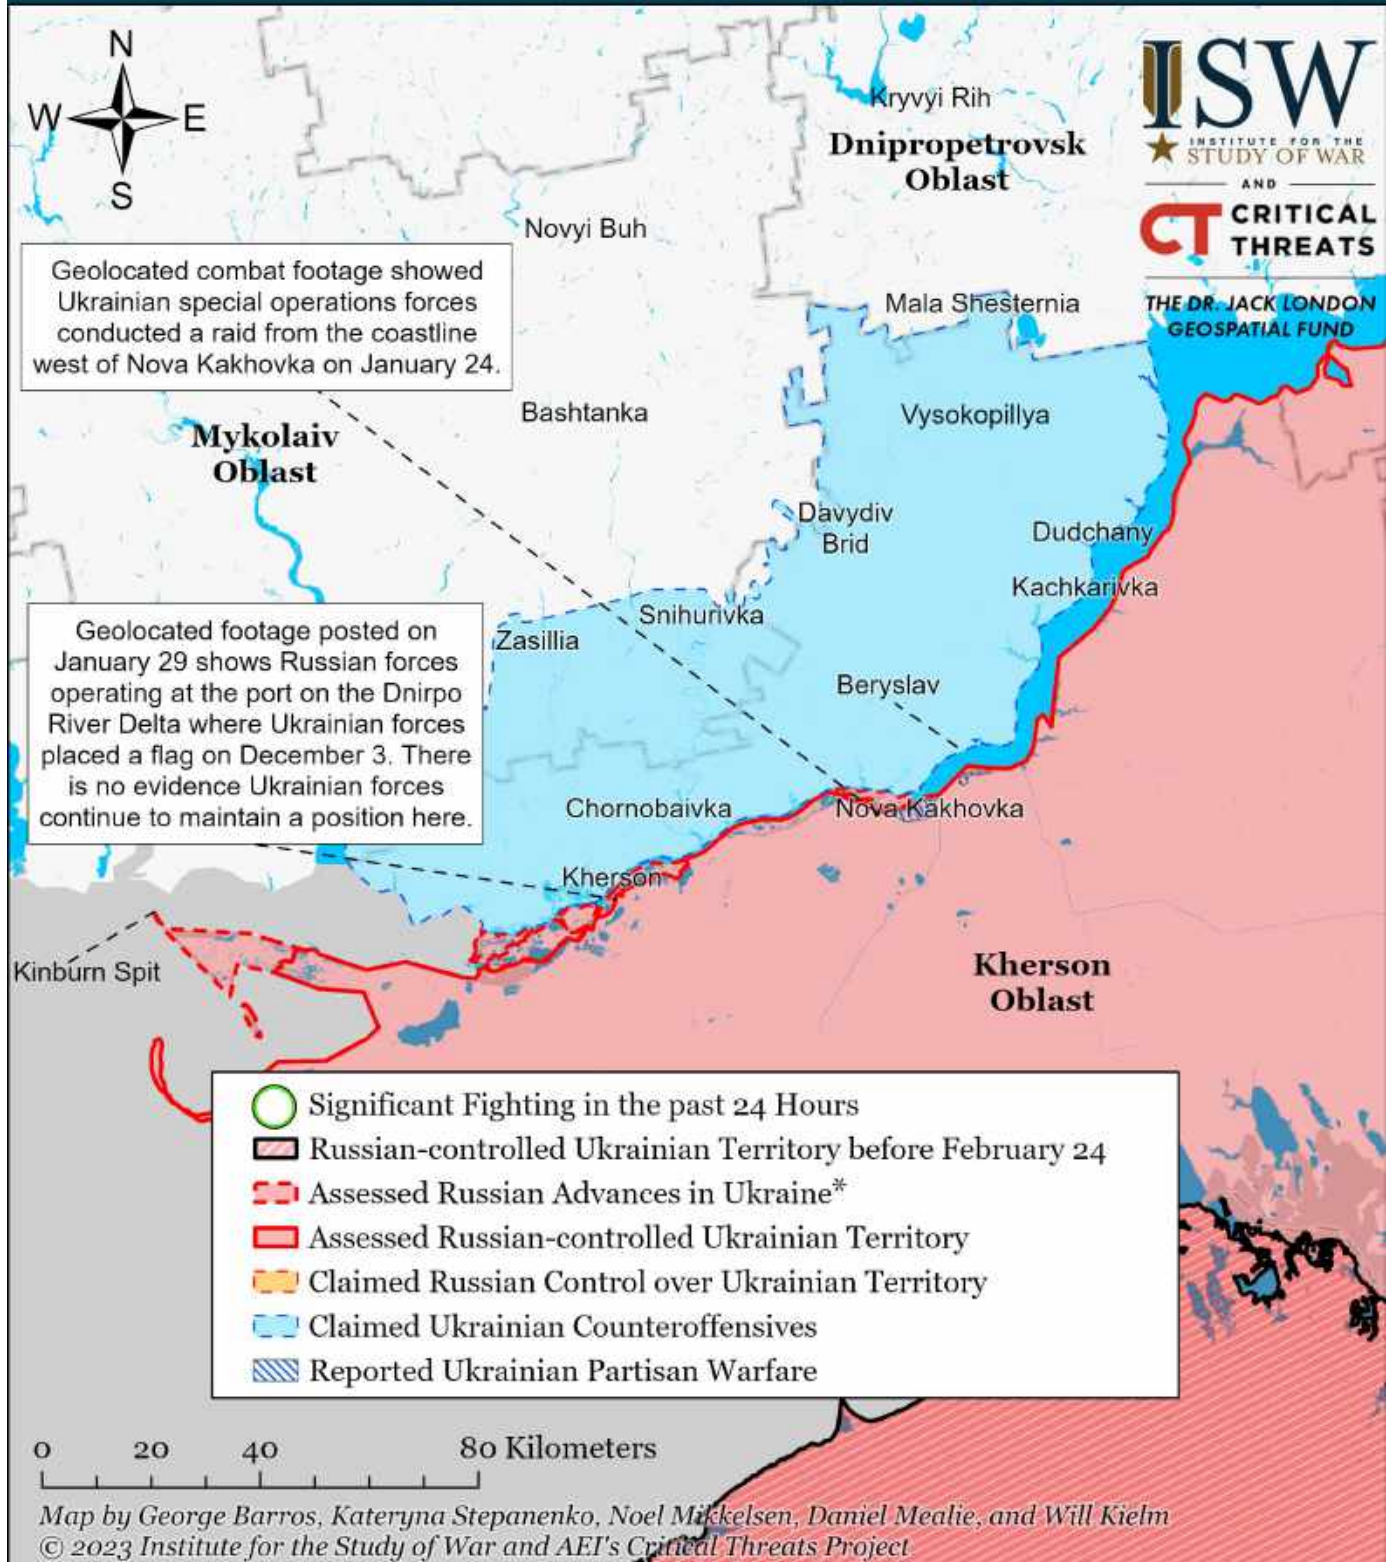 N
W E
S
ISW
INSTITUTE FOR THE
STUDY OF WAR
AND
CT CRITICAL
THREATS
THE DR. JACK LONDON
GEOSPATIAL FUND
Kryvyi Rih
Dnipropetrovsk
Oblast
Novyi Buh
Geolocated combat footage showed
Ukrainian special operations forces
conducted a raid from the coastline
west of Nova Kakhovka on January 24.
Mala Shesternia
Bashtanka
Vysokopillya
Mykolaiv
Oblast
Davydiv
Brid
Dudchany
Kachkarivka
Snihurivka
Zasillia
Geolocated footage posted on
January 29 shows Russian forces
operating at the port on the Dnirpo
River Delta where Ukrainian forces
placed a flag on December 3. There
is no evidence Ukrainian forces
continue to maintain a position here.
Beryslav
Chornobaivka
Nova Kakhovka
Kherson
Kinburn Spit
Kherson
Oblast
Significant Fighting in the past 24 Hours
Russian-controlled Ukrainian Territory before February 24
Assessed Russian Advances in Ukraine*
Assessed Russian-controlled Ukrainian Territory
Claimed Russian Control over Ukrainian Territory
Claimed Ukrainian Counteroffensives
Reported Ukrainian Partisan Warfare
0 20 40 80 Kilometers
Map by George Barros, Kateryna Stepanenko, Noel Mikkelsen, Daniel Mealie, and Will Kielm
© 2023 Institute for the Study of War and AEI's Critical Threats Project